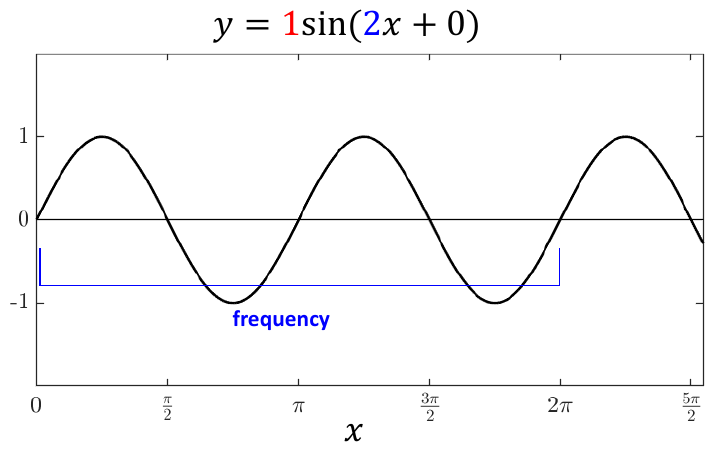 y = 1sin(2x + 0)
1
0
-1
frequency
0 π/2 π 3π/2 2π 5π/2
x